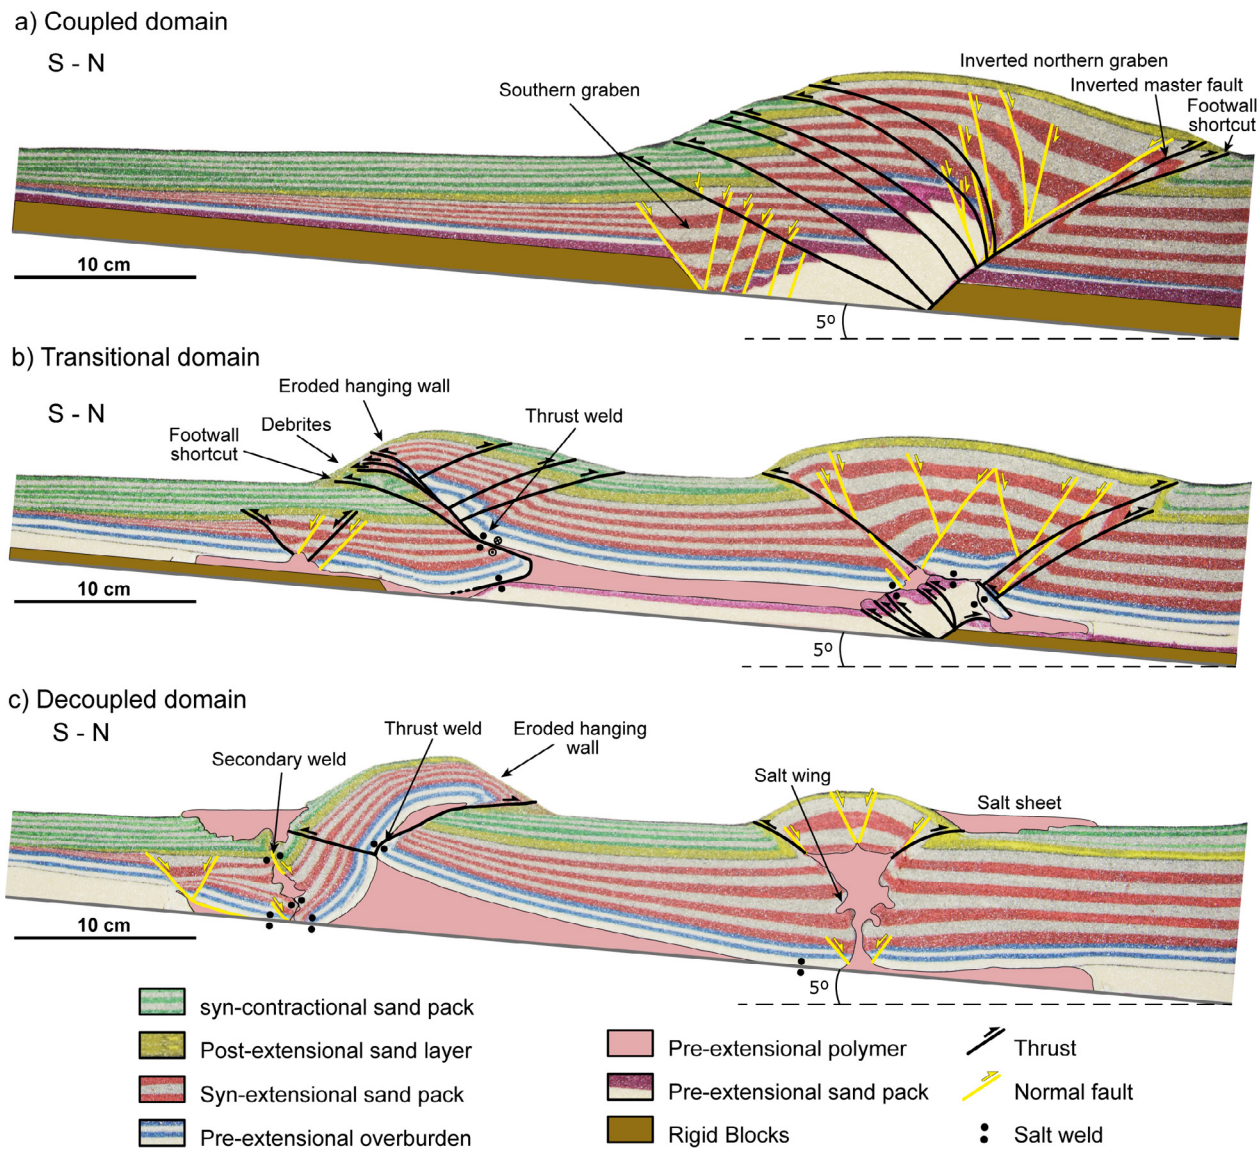 a) Coupled domain
S - N
Southern graben
Inverted northern graben
Inverted master fault
Footwall
shortcut
10 cm
5º
b) Transitional domain
S - N
Eroded hanging wall
Debrites
Thrust weld
Footwall
shortcut
10 cm
5º
c) Decoupled domain
S - N
Secondary weld
Thrust weld
Eroded hanging
wall
Salt wing
Salt sheet
10 cm
5º
syn-contractional sand pack
Post-extensional sand layer
Syn-extensional sand pack
Pre-extensional overburden
Pre-extensional polymer
Pre-extensional sand pack
Rigid Blocks
Thrust
Normal fault
Salt weld